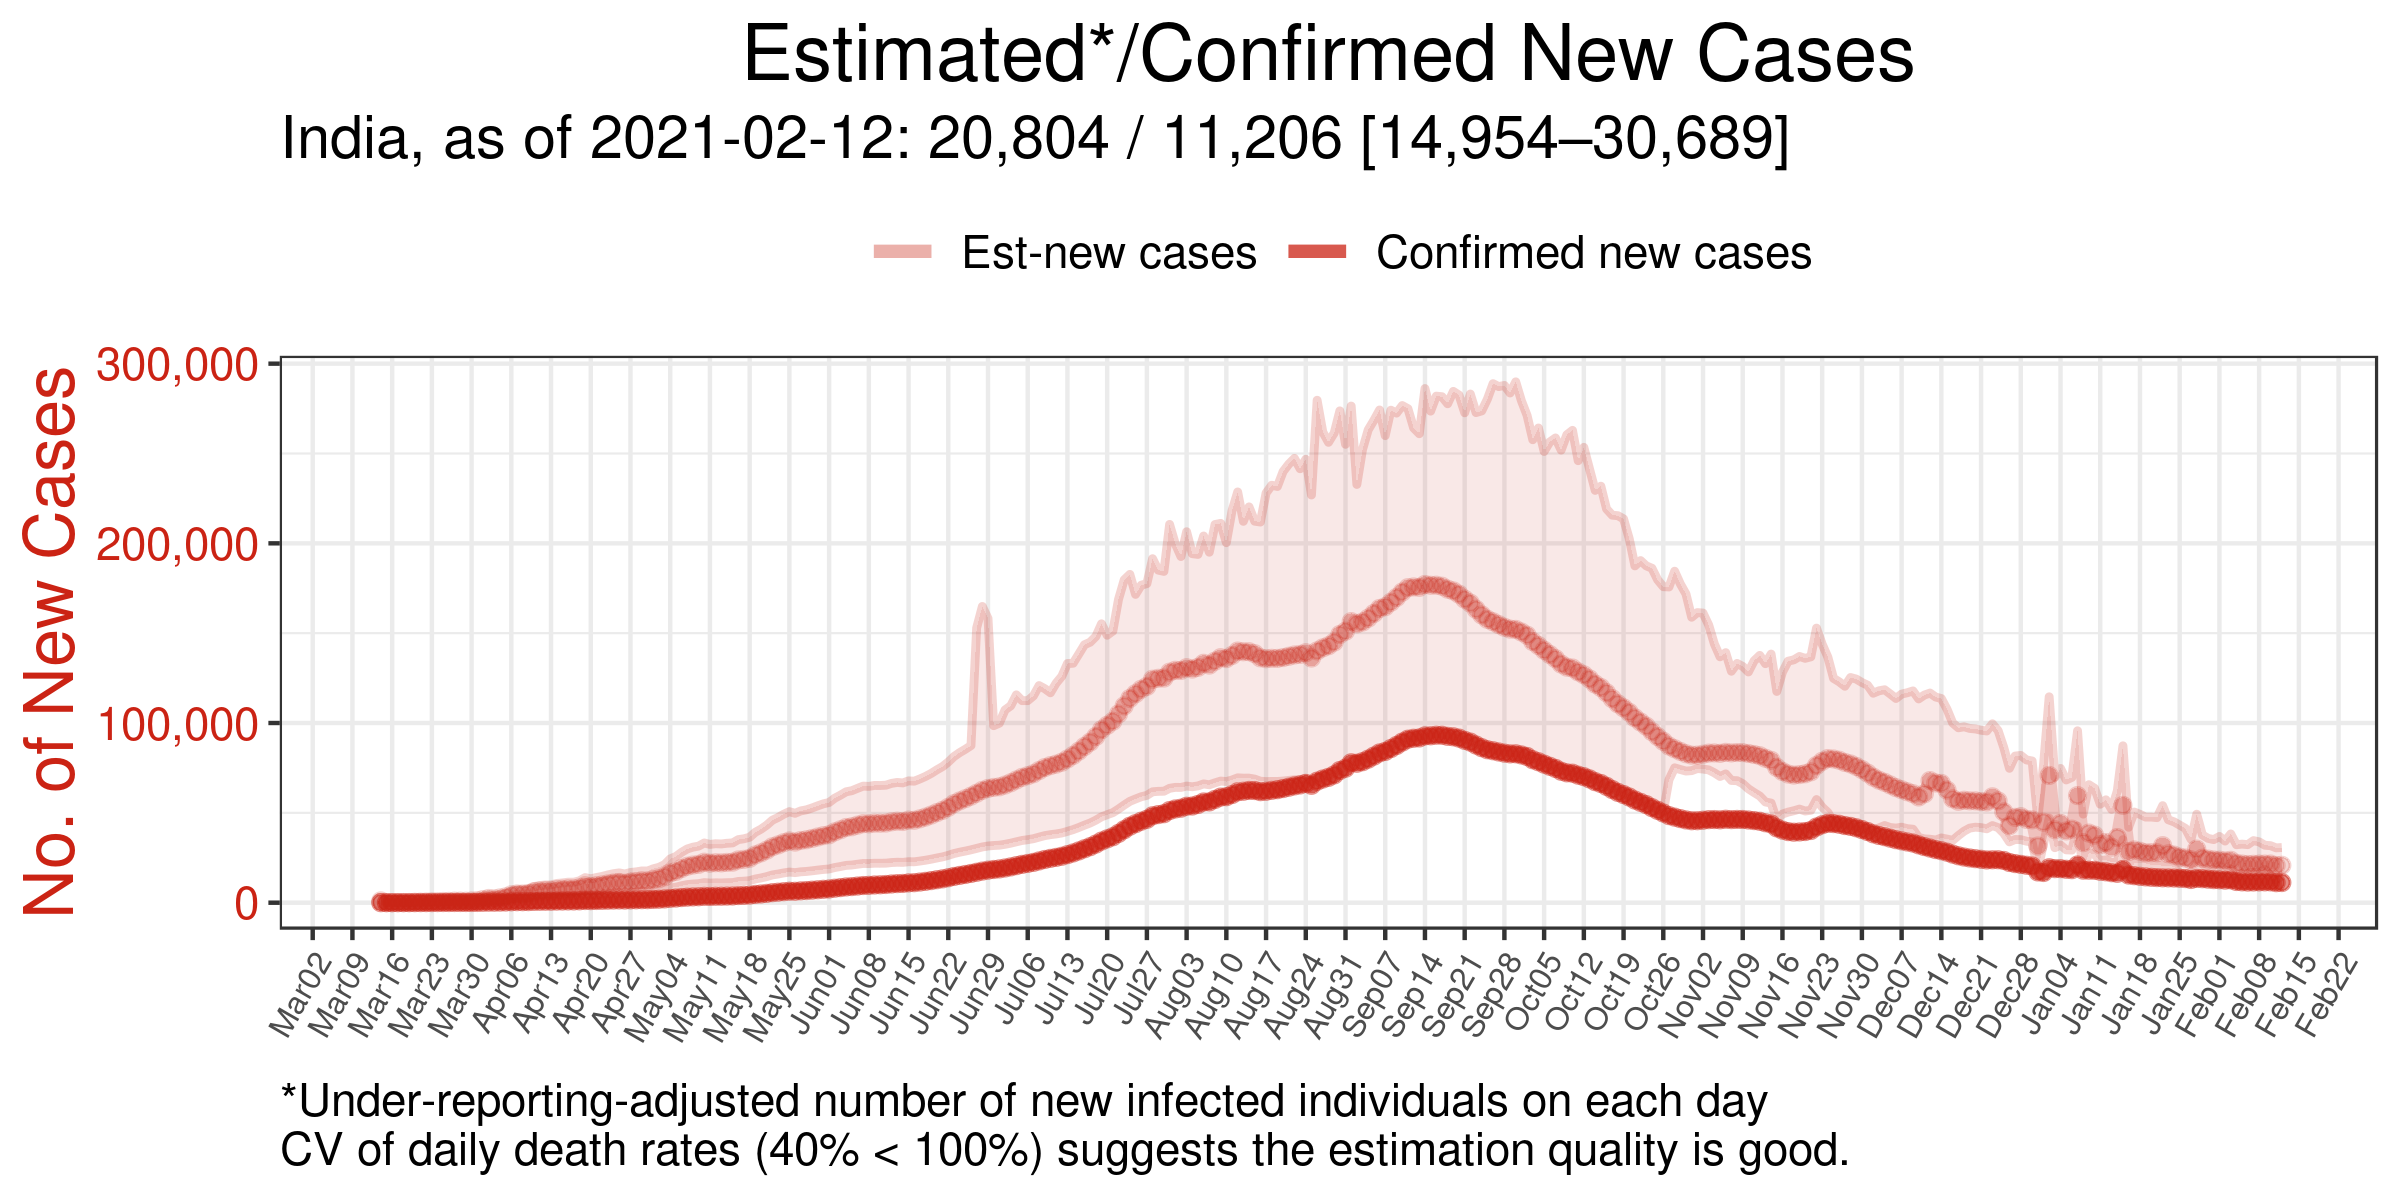 Estimated*/Confirmed New Cases
India, as of 2021-02-12: 20,804 / 11,206 [14,954–30,689]
Est-new cases Confirmed new cases
No. of New Cases
300,000
200,000
100,000
0
Mar02 Mar09 Mar16 Mar23 Mar30 Apr06 Apr13 Apr20 Apr27 May04 May11 May18 May25 Jun01 Jun08 Jun15 Jun22 Jun29 Jul06 Jul13 Jul20 Jul27 Aug03 Aug10 Aug17 Aug24 Aug31 Sep07 Sep14 Sep21 Sep28 Oct05 Oct12 Oct19 Oct26 Nov02 Nov09 Nov16 Nov23 Nov30 Dec07 Dec14 Dec21 Dec28 Jan04 Jan11 Jan18 Jan25 Feb01 Feb08 Feb15 Feb22
*Under-reporting-adjusted number of new infected individuals on each day
CV of daily death rates (40% < 100%) suggests the estimation quality is good.